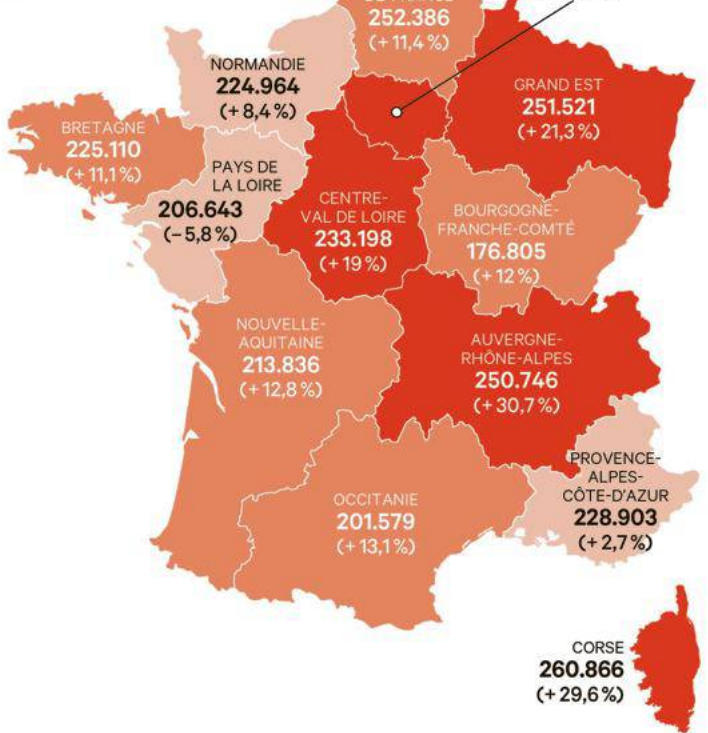 DE FRANCE
252.386
(+ 11,4 %)
NORMANDIE
224.964
(+ 8,4 %)
GRAND EST
251.521
(+ 21,3 %)
BRETAGNE
225.110
(+ 11,1 %)
PAYS DE
LA LOIRE
206.643
(– 5,8 %)
CENTRE-
VAL DE LOIRE
233.198
(+ 19 %)
BOURGOGNE-
FRANCHE-COMTÉ
176.805
(+ 12 %)
NOUVELLE-
AQUITAINE
213.836
(+ 12,8 %)
AUVERGNE-
RHÔNE-ALPES
250.746
(+ 30,7 %)
PROVENCE-
ALPES-
CÔTE-D'AZUR
228.903
(+ 2,7 %)
OCCITANIE
201.579
(+ 13,1 %)
CORSE
260.866
(+ 29,6 %)